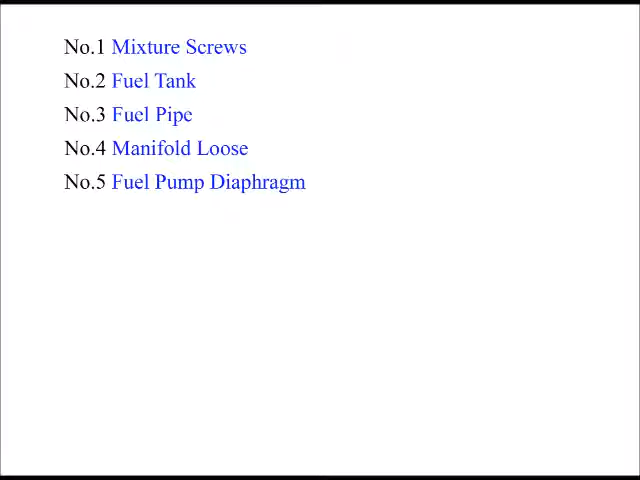 No.1 Mixture Screws
No.2 Fuel Tank
No.3 Fuel Pipe
No.4 Manifold Loose
No.5 Fuel Pump Diaphragm